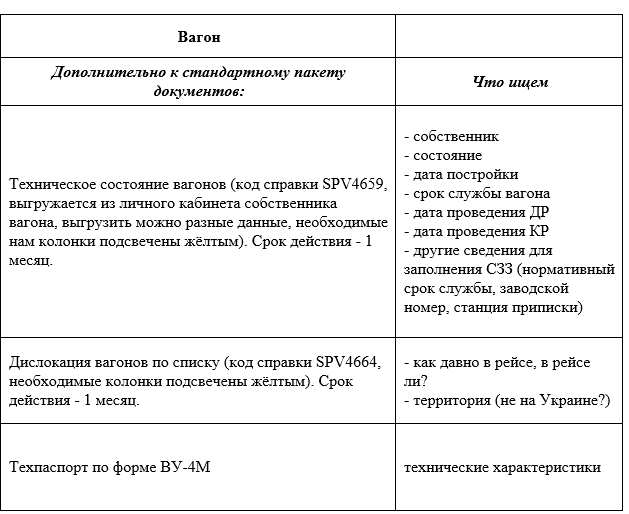 Вагон
Дополнительно к стандартному пакету
документов:
Что ищем
Техническое состояние вагонов (код справки SPV4659,
выгружается из личного кабинета собственника
вагона, выгрузить можно разные данные, необходимые
нам колонки подсвечены жёлтым). Срок действия - 1
месяц.
- собственник
- состояние
- дата постройки
- срок службы вагона
- дата проведения ДР
- дата проведения КР
- другие сведения для
заполнения СЗЗ (нормативный
срок службы, заводской
номер, станция приписки)
Дислокация вагонов по списку (код справки SPV4664,
необходимые колонки подсвечены жёлтым). Срок
действия - 1 месяц.
- как давно в рейсе, в рейсе
ли?
- территория (не на Украине?)
Техпаспорт по форме ВУ-4М
технические характеристики